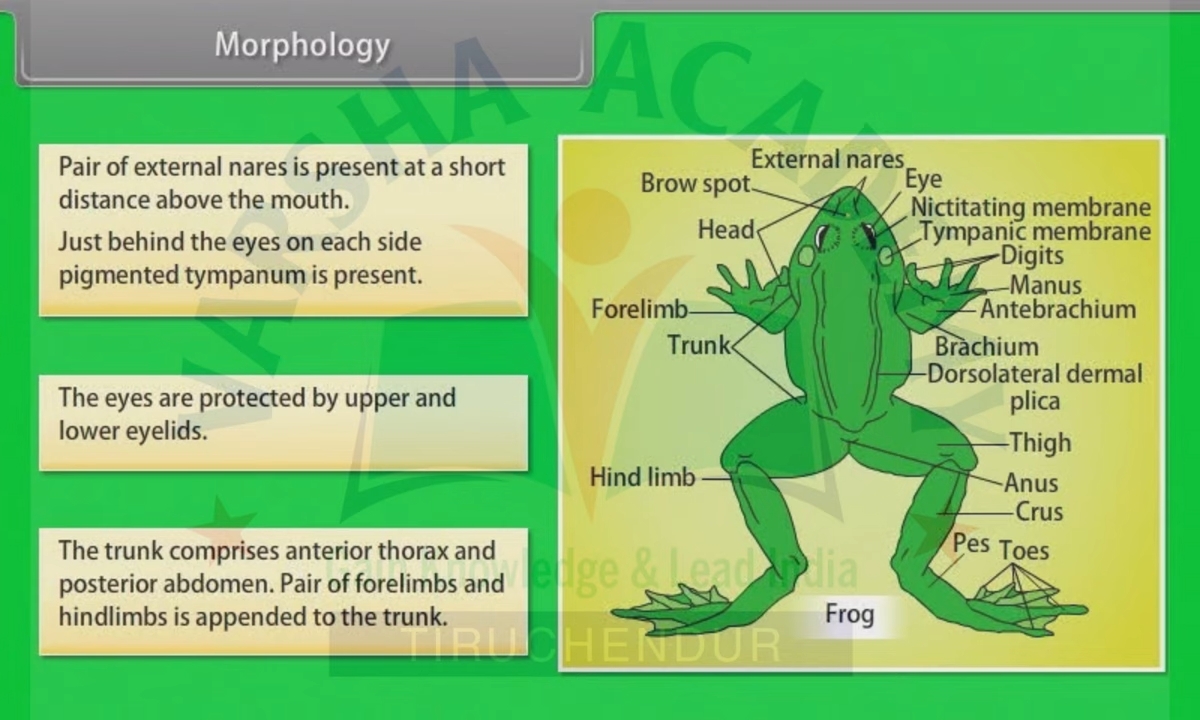 Morphology
VARSHA ACADEMY
Pair of external nares is present at a short
distance above the mouth.
Just behind the eyes on each side
pigmented tympanum is present.
The eyes are protected by upper and
lower eyelids.
The trunk comprises anterior thorax and
posterior abdomen. Pair of forelimbs and
hindlimbs is appended to the trunk.
External nares
Brow spot
Eye
Nictitating membrane
Head
Tympanic membrane
Digits
Manus
Forelimb
Antebrachium
Trunk
Brachium
Dorsolateral dermal
plica
Thigh
Hind limb
Anus
Crus
Pes
Toes
Frog
Gain Knowledge & Lead India
TIRUCHENDUR